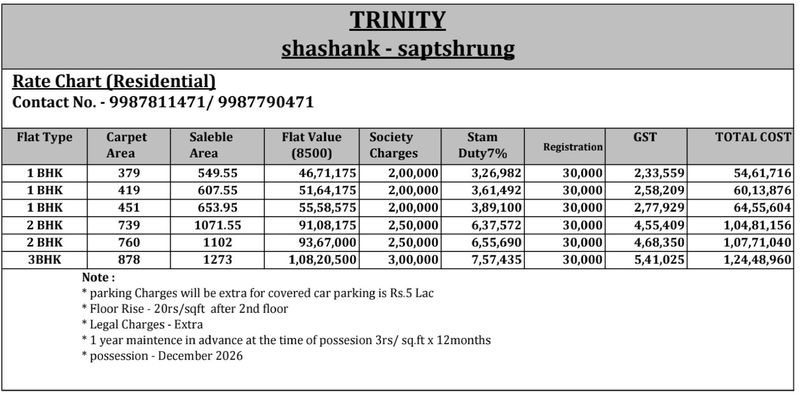 TRINITY
shashank - saptshrung
Rate Chart (Residential)
Contact No. - 9987811471/ 9987790471
Flat Type Carpet Area Saleble Area Flat Value (8500) Society Charges Stam Duty7% Registration GST TOTAL COST
1 BHK 379 549.55 46,71,175 2,00,000 3,26,982 30,000 2,33,559 54,61,716
1 BHK 419 607.55 51,64,175 2,00,000 3,61,492 30,000 2,58,209 60,13,876
1 BHK 451 653.95 55,58,575 2,00,000 3,89,100 30,000 2,77,929 64,55,604
2 BHK 739 1071.55 91,08,175 2,50,000 6,37,572 30,000 4,55,409 1,04,81,156
2 BHK 760 1102 93,67,000 2,50,000 6,55,690 30,000 4,68,350 1,07,71,040
3BHK 878 1273 1,08,20,500 3,00,000 7,57,435 30,000 5,41,025 1,24,48,960
Note :
* parking Charges will be extra for covered car parking is Rs.5 Lac
* Floor Rise - 20rs/sqft after 2nd floor
* Legal Charges - Extra
* 1 year maintence in advance at the time of possesion 3rs/ sq.ft x 12months
* possession - December 2026